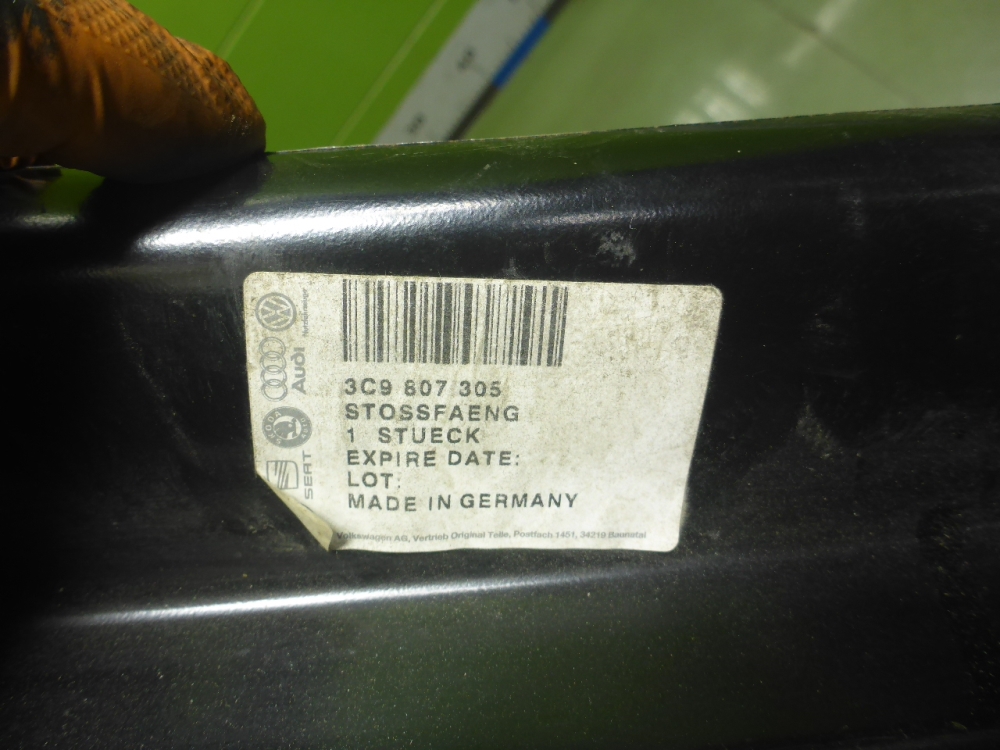 3C9 807 305
STOSSFAENG
1 STUECK
EXPIRE DATE:
LOT:
MADE IN GERMANY
Volkswagen AG, Vertrieb Original Teile, Postfach 1451, 34219 Baunatal
Audi
SKODA
SEAT